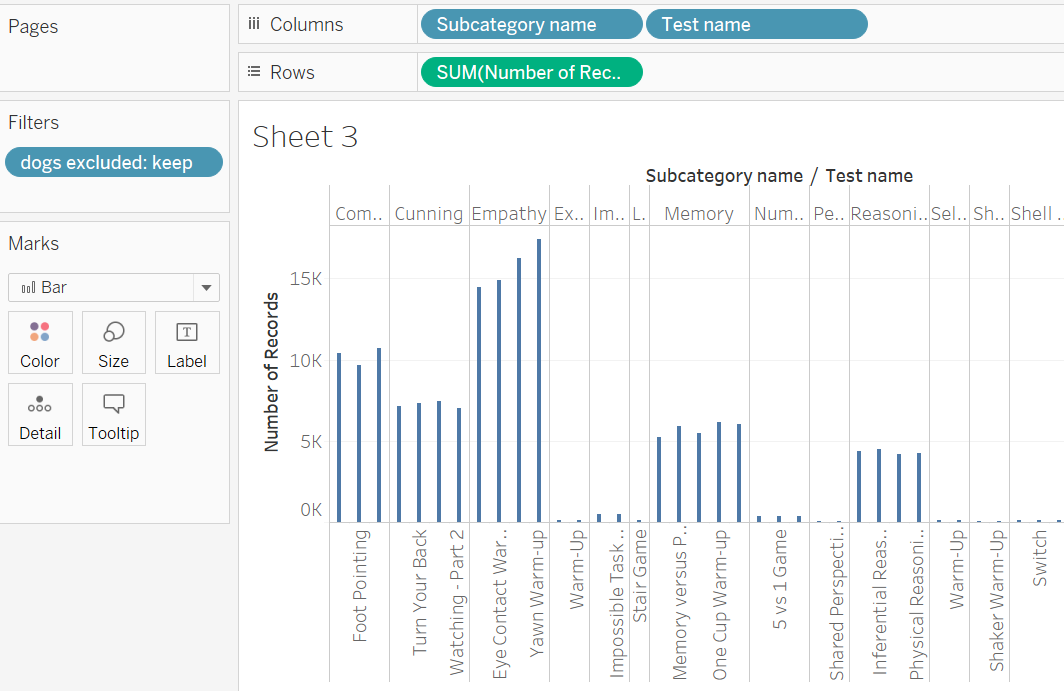 Pages
Columns
Subcategory name
Test name
Rows
SUM(Number of Rec..
Filters
dogs excluded: keep
Marks
Bar
Color
Size
Label
Detail
Tooltip
Sheet 3
Subcategory name / Test name
Com..
Cunning
Empathy
Ex..
Im..
L.
Memory
Num..
Pe..
Reasoni..
Sel..
Sh..
Shell ..
Number of Records
15K
10K
5K
0K
Foot Pointing
Turn Your Back
Watching - Part 2
Eye Contact War..
Yawn Warm-up
Warm-Up
Impossible Task ..
Stair Game
Memory versus P..
One Cup Warm-up
5 vs 1 Game
Shared Perspecti..
Inferential Reas..
Physical Reasoni..
Warm-Up
Shaker Warm-Up
Switch